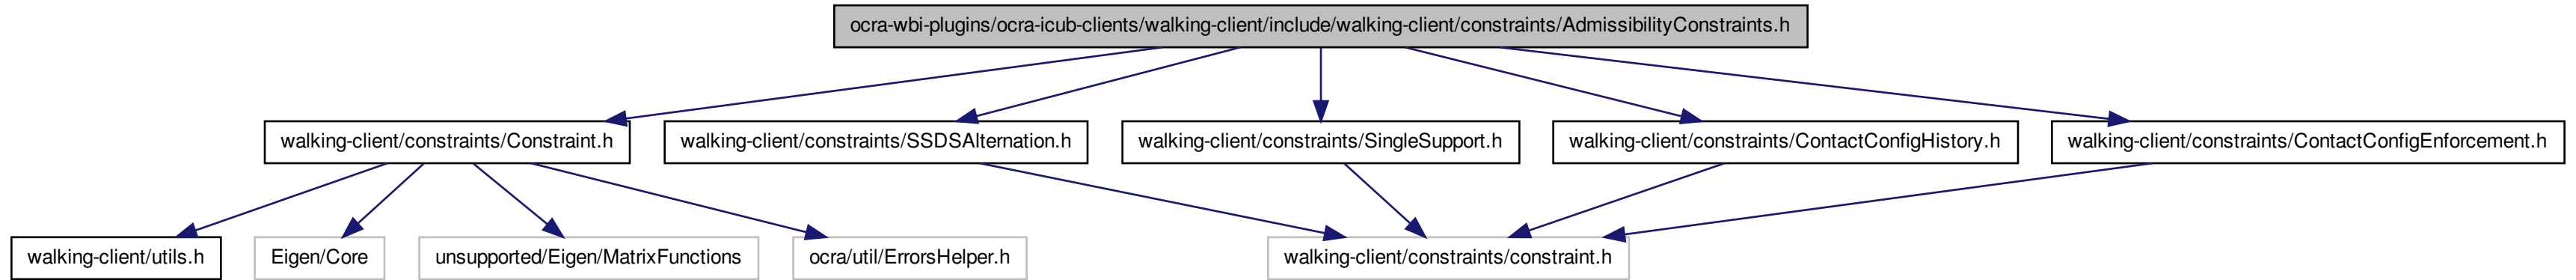 ocra-wbi-plugins/ocra-icub-clients/walking-client/include/walking-client/constraints/AdmissibilityConstraints.h
walking-client/constraints/Constraint.h
walking-client/constraints/SSDSAlternation.h
walking-client/constraints/SingleSupport.h
walking-client/constraints/ContactConfigHistory.h
walking-client/constraints/ContactConfigEnforcement.h
walking-client/utils.h
Eigen/Core
unsupported/Eigen/MatrixFunctions
ocra/util/ErrorsHelper.h
walking-client/constraints/constraint.h